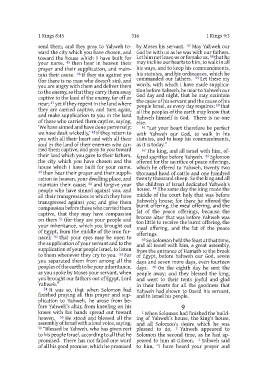 1 Kings 8:45
316
1 Kings 9:3
send them, and they pray to Yahweh to-
ward the city which you have chosen, and
toward the house which I have built for
your name, 45 then hear in heaven their
prayer and their supplication, and main-
tain their cause. 46 If they sin against you
(for there is no man who doesn’t sin), and
you are angry with them and deliver them
to the enemy, so that they carry them away
captive to the land of the enemy, far off or
near; 47 yet if they repent in the land where
they are carried captive, and turn again,
and make supplication to you in the land
of those who carried them captive, saying,
‘We have sinned and have done perversely;
we have dealt wickedly,’ 48 if they return to
you with all their heart and with all their
soul in the land of their enemies who car-
ried them captive, and pray to you toward
their land which you gave to their fathers,
the city which you have chosen and the
house which I have built for your name,
49 then hear their prayer and their suppli-
cation in heaven, your dwelling place, and
maintain their cause; 50 and forgive your
people who have sinned against you, and
all their transgressions in which they have
transgressed against you; and give them
compassion before those who carried them
captive, that they may have compassion
on them 51 (for they are your people and
your inheritance, which you brought out
of Egypt, from the middle of the iron fur-
nace); 52 that your eyes may be open to
the supplication of your servant and to the
supplication of your people Israel, to listen
to them whenever they cry to you. 53 For
you separated them from among all the
peoples of the earth to be your inheritance,
as you spoke by Moses your servant, when
you brought our fathers out of Egypt, Lord
Yahweh.”
54 It was so, that when Solomon had
finished praying all this prayer and sup-
plication to Yahweh, he arose from be-
fore Yahweh’s altar, from kneeling on his
knees with his hands spread out toward
heaven. 55 He stood and blessed all the
assembly of Israel with a loud voice, saying,
56 “Blessed be Yahweh, who has given rest
to his people Israel, according to all that he
promised. There has not failed one word
of all his good promise, which he promised
by Moses his servant. 57 May Yahweh our
God be with us as he was with our fathers.
Let him not leave us or forsake us, 58 that he
may incline our hearts to him, to walk in all
his ways, and to keep his commandments,
his statutes, and his ordinances, which he
commanded our fathers. 59 Let these my
words, with which I have made supplica-
tion before Yahweh, be near to Yahweh our
God day and night, that he may maintain
the cause of his servant and the cause of his
people Israel, as every day requires; 60 that
all the peoples of the earth may know that
Yahweh himself is God. There is no one
else.
61 “Let your heart therefore be perfect
with Yahweh our God, to walk in his
statutes, and to keep his commandments,
as it is today.”
62 The king, and all Israel with him, of-
fered sacrifice before Yahweh. 63 Solomon
offered for the sacrifice of peace offerings,
which he offered to Yahweh, twenty two
thousand head of cattle and one hundred
twenty thousand sheep. So the king and all
the children of Israel dedicated Yahweh’s
house. 64 The same day the king made the
middle of the court holy that was before
Yahweh’s house; for there he offered the
burnt offering, the meal offering, and the
fat of the peace offerings, because the
bronze altar that was before Yahweh was
too little to receive the burnt offering, the
meal offering, and the fat of the peace
offerings.
65 So Solomon held the feast at that time,
and all Israel with him, a great assembly,
from the entrance of Hamath to the brook
of Egypt, before Yahweh our God, seven
days and seven more days, even fourteen
days. 66 On the eighth day he sent the
people away; and they blessed the king,
and went to their tents joyful and glad
in their hearts for all the goodness that
Yahweh had shown to David his servant,
and to Israel his people.
9
1 When Solomon had finished the build-
ing of Yahweh’s house, the king’s house,
and all Solomon’s desire which he was
pleased to do, 2 Yahweh appeared to
Solomon the second time, as he had ap-
peared to him at Gibeon. 3 Yahweh said
to him, “I have heard your prayer and